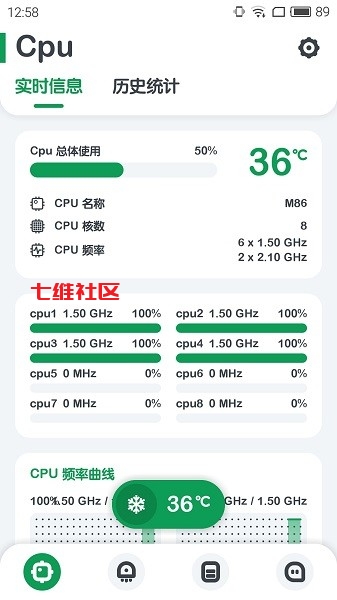 12:58 89
Cpu
实时信息 历史统计
Cpu 总体使用 50%
36℃
CPU 名称 M86
CPU 核数 8
CPU 频率 6 x 1.50 GHz
2 x 2.10 GHz
七维社区
cpu1 1.50 GHz 100% cpu2 1.50 GHz 100%
cpu3 1.50 GHz 100% cpu4 1.50 GHz 100%
cpu5 0 MHz 0% cpu6 0 MHz 0%
cpu7 0 MHz 0% cpu8 0 MHz 0%
CPU 频率曲线
36℃
100% 1.50 GHz / GHz / 1.50 GHz